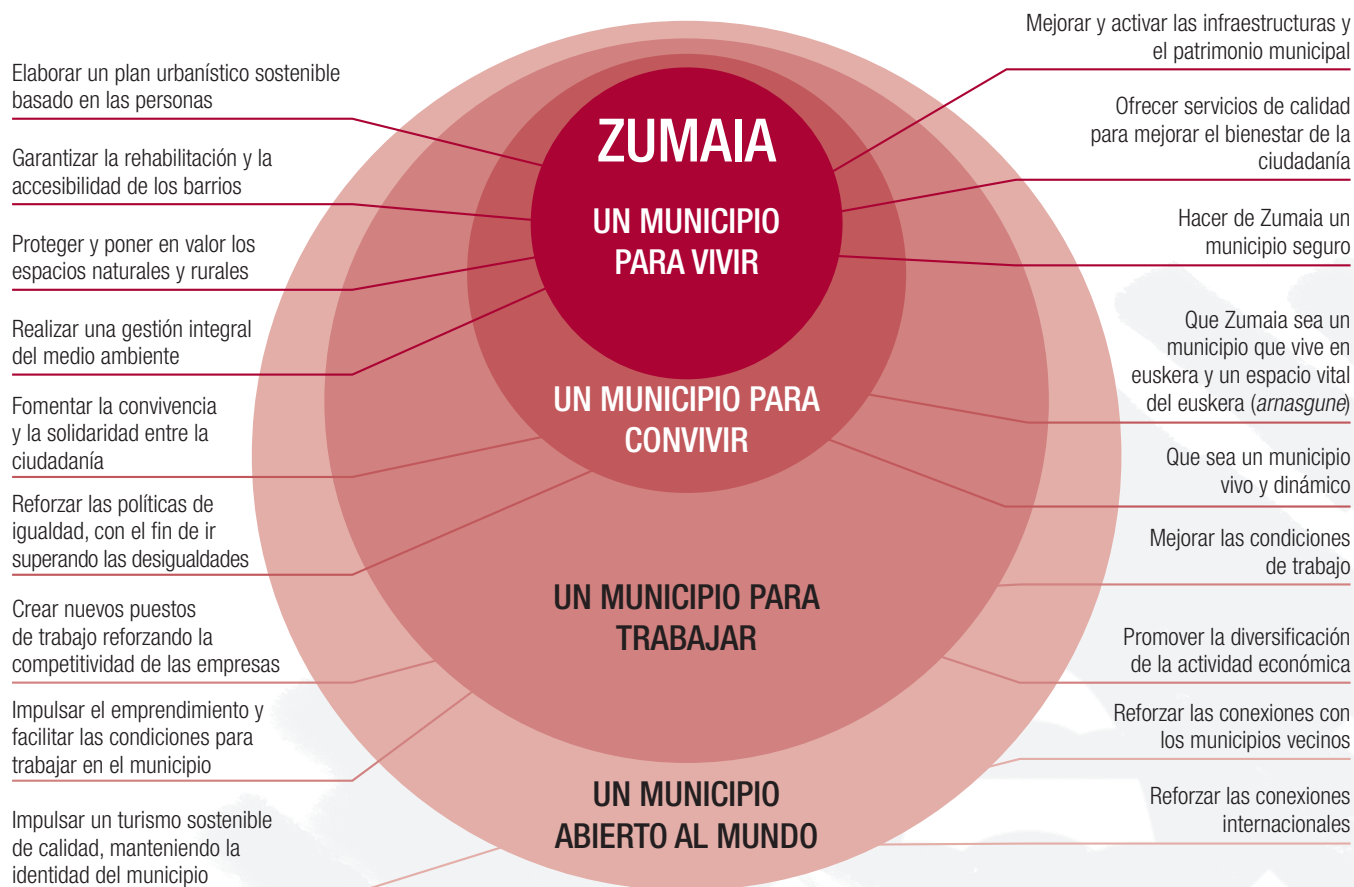 Elaborar un plan urbanístico sostenible
basado en las personas
Garantizar la rehabilitación y la
accesibilidad de los barrios
Proteger y poner en valor los
espacios naturales y rurales
Realizar una gestión integral
del medio ambiente
Fomentar la convivencia
y la solidaridad entre la
ciudadanía
Reforzar las políticas de
igualdad, con el fin de ir
superando las desigualdades
Crear nuevos puestos
de trabajo reforzando la
competitividad de las empresas
Impulsar el emprendimiento y
facilitar las condiciones para
trabajar en el municipio
Impulsar un turismo sostenible
de calidad, manteniendo la
identidad del municipio
ZUMAIA
UN MUNICIPIO
PARA VIVIR
UN MUNICIPIO PARA
CONVIVIR
UN MUNICIPIO PARA
TRABAJAR
UN MUNICIPIO
ABIERTO AL MUNDO
Mejorar y activar las infraestructuras y
el patrimonio municipal
Ofrecer servicios de calidad
para mejorar el bienestar de la
ciudadanía
Hacer de Zumaia un
municipio seguro
Que Zumaia sea un
municipio que vive en
euskera y un espacio vital
del euskera (arnasgune)
Que sea un municipio
vivo y dinámico
Mejorar las condiciones
de trabajo
Promover la diversificación
de la actividad económica
Reforzar las conexiones con
los municipios vecinos
Reforzar las conexiones
internacionales